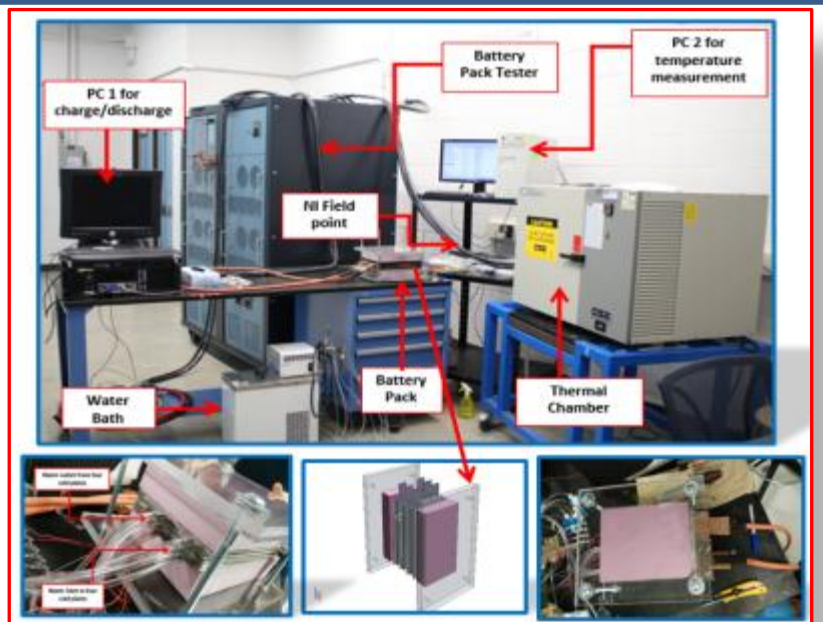 PC 1 for
charge/discharge
Battery
Pack Tester
PC 2 for
temperature
measurement
NI Field
point
Water
Bath
Battery
Pack
Thermal
Chamber
CAUTION